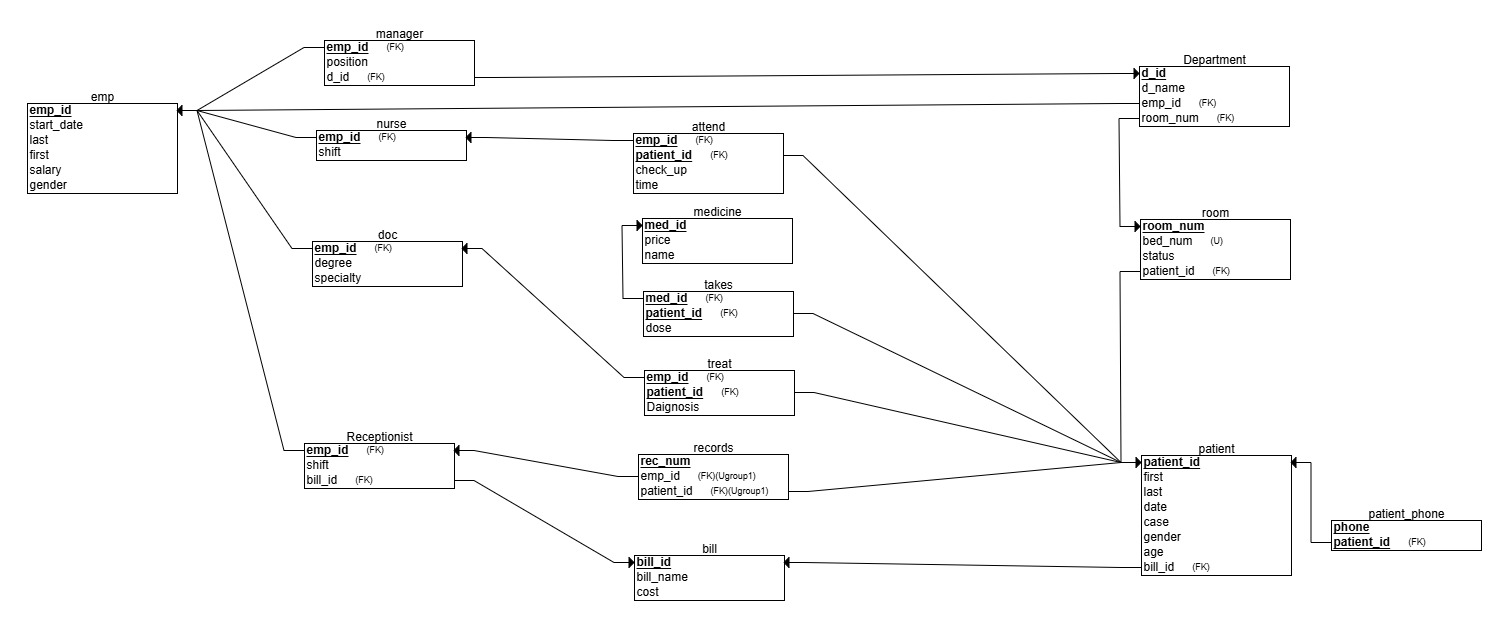 manager
emp_id (FK)
position
d_id (FK)
Department
d_id
d_name
emp_id (FK)
room_num (FK)
emp
emp_id
start_date
last
first
salary
gender
nurse
emp_id (FK)
shift
attend
emp_id (FK)
patient_id (FK)
check_up
time
medicine
med_id
price
name
room
room_num
bed_num (U)
status
patient_id (FK)
doc
emp_id (FK)
degree
specialty
takes
med_id (FK)
patient_id (FK)
dose
treat
emp_id (FK)
patient_id (FK)
Daignosis
Receptionist
emp_id (FK)
shift
bill_id (FK)
records
rec_num
emp_id (FK)(Ugroup1)
patient_id (FK)(Ugroup1)
patient
patient_id
first
last
date
case
gender
age
bill_id (FK)
patient_phone
phone
patient_id (FK)
bill
bill_id
bill_name
cost